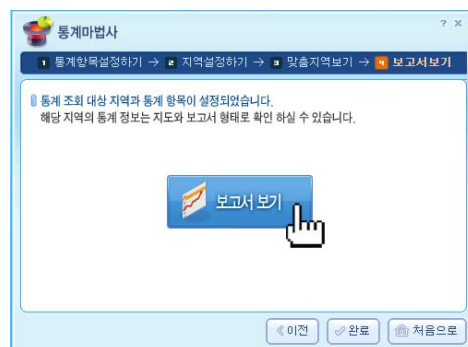 통계마법사
? ×
1 통계항목설정하기 → 2 지역설정하기 → 3 맞춤지역보기 → 4 보고서보기
통계 조회 대상 지역과 통계 항목이 설정되었습니다.
해당 지역의 통계 정보는 지도와 보고서 형태로 확인 하실 수 있습니다.
보고서 보기
이전 완료 처음으로